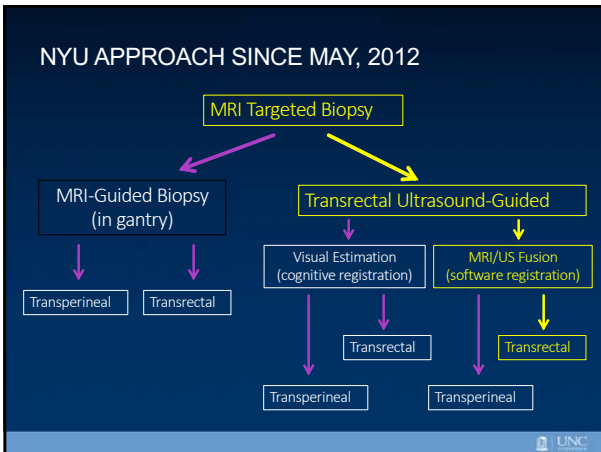 NYU APPROACH SINCE MAY, 2012
MRI Targeted Biopsy
MRI-Guided Biopsy
(in gantry)
Transrectal Ultrasound-Guided
Visual Estimation
(cognitive registration)
MRI/US Fusion
(software registration)
Transperineal
Transrectal
Transrectal
Transrectal
Transperineal
Transperineal
UNC